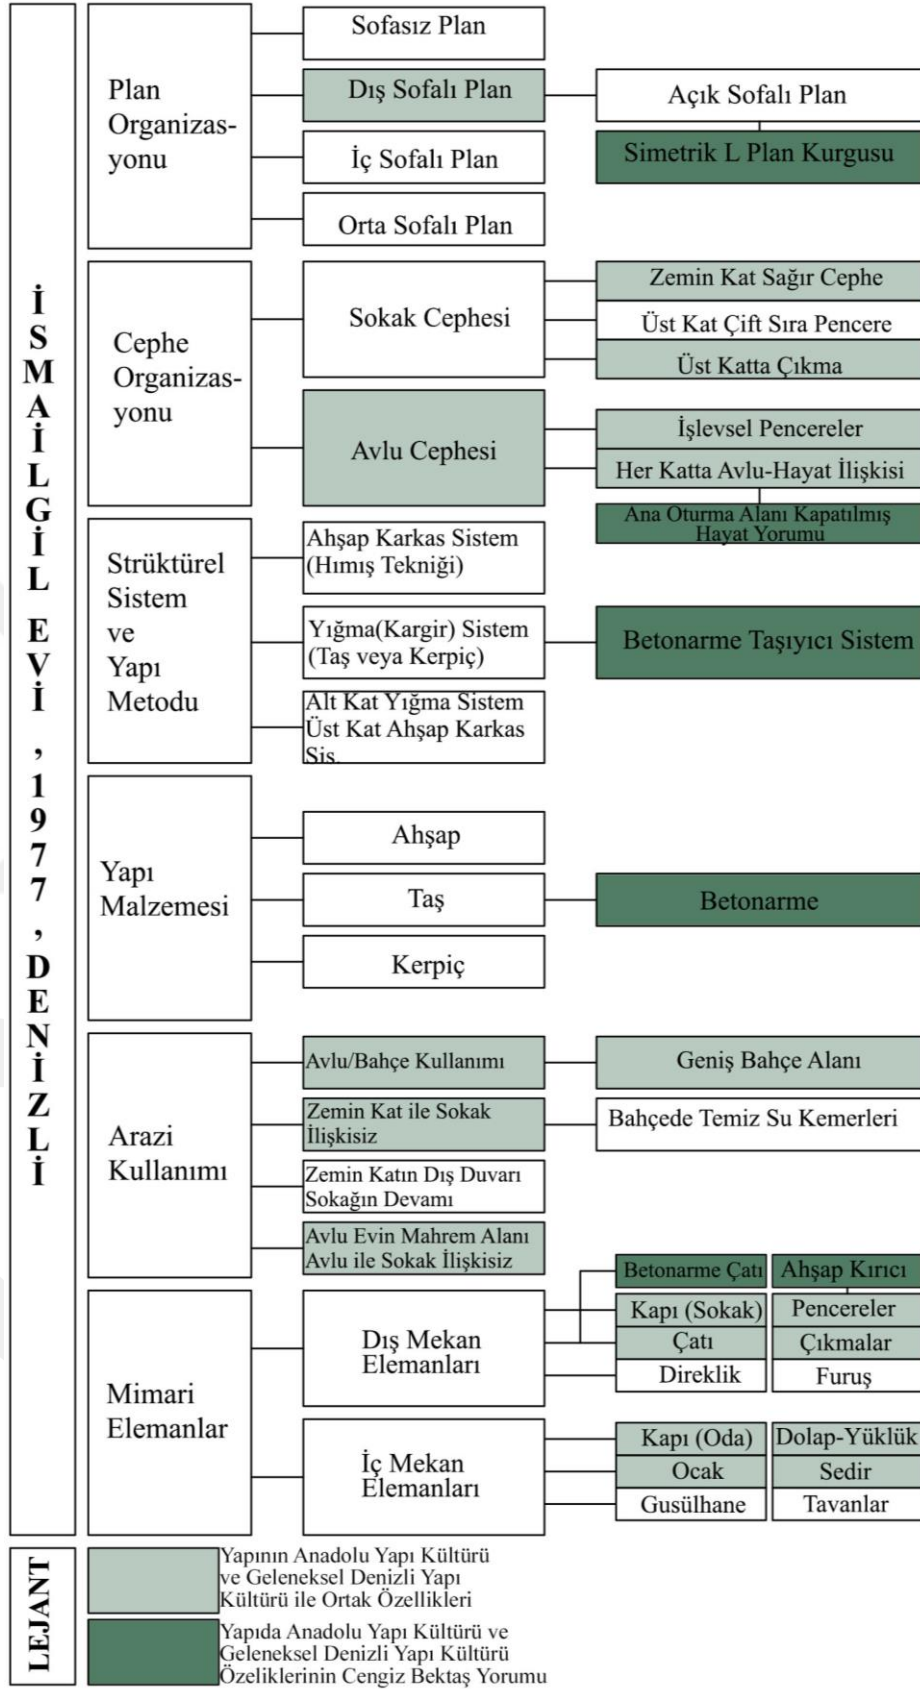 İSMAİLGİL EVİ, 1977, DENİZLİ
Plan
Organizas-
yonu
Sofasız Plan
Dış Sofalı Plan
İç Sofalı Plan
Orta Sofalı Plan
Açık Sofalı Plan
Simetrik L Plan Kurgusu
Cephe
Organizas-
yonu
Sokak Cephesi
Zemin Kat Sağır Cephe
Üst Kat Çift Sıra Pencere
Üst Katta Çıkma
Avlu Cephesi
İşlevsel Pencereler
Her Katta Avlu-Hayat İlişkisi
Ana Oturma Alanı Kapatılmış
Hayat Yorumu
Strüktürel
Sistem
ve
Yapı
Metodu
Ahşap Karkas Sistem
(Hımış Tekniği)
Yığma(Kargir) Sistem
(Taş veya Kerpiç)
Alt Kat Yığma Sistem
Üst Kat Ahşap Karkas
Sis.
Betonarme Taşıyıcı Sistem
Yapı
Malzemesi
Ahşap
Taş
Kerpiç
Betonarme
Arazi
Kullanımı
Avlu/Bahçe Kullanımı
Geniş Bahçe Alanı
Zemin Kat ile Sokak
İlişkisiz
Bahçede Temiz Su Kemerleri
Zemin Katın Dış Duvarı
Sokağın Devamı
Avlu Evin Mahrem Alanı
Avlu ile Sokak İlişkisiz
Mimari
Elemanlar
Dış Mekan
Elemanları
Betonarme Çatı Ahşap Kırıcı
Kapı (Sokak) Pencereler
Çatı Çıkmalar
Direklik Furuş
İç Mekan
Elemanları
Kapı (Oda) Dolap-Yüklük
Ocak Sedir
Gusülhane Tavanlar
LEJANT
Yapının Anadolu Yapı Kültürü
ve Geleneksel Denizli Yapı
Kültürü ile Ortak Özellikleri
Yapıda Anadolu Yapı Kültürü ve
Geleneksel Denizli Yapı Kültürü
Özeliklerinin Cengiz Bektaş Yorumu